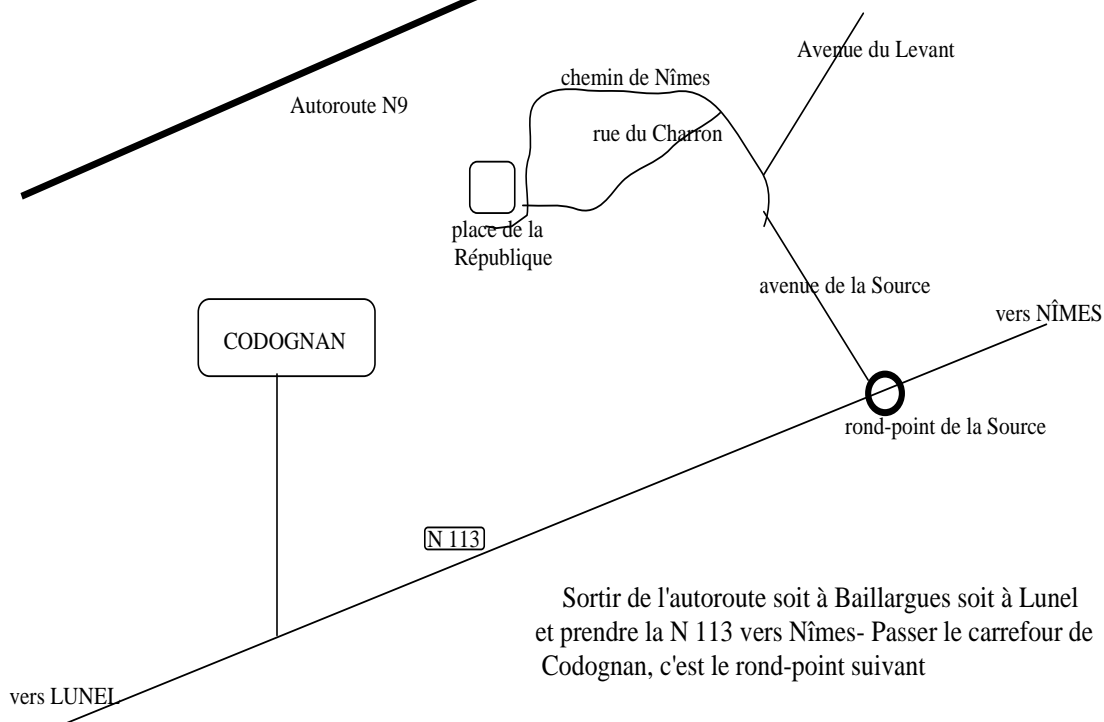 Avenue du Levant
chemin de Nîmes
Autoroute N9
rue du Charron
place de la
République
avenue de la Source
vers NÎMES
CODOGNAN
rond-point de la Source
N 113
Sortir de l'autoroute soit à Baillargues soit à Lunel
et prendre la N 113 vers Nîmes- Passer le carrefour de
Codognan, c'est le rond-point suivant
vers LUNEL